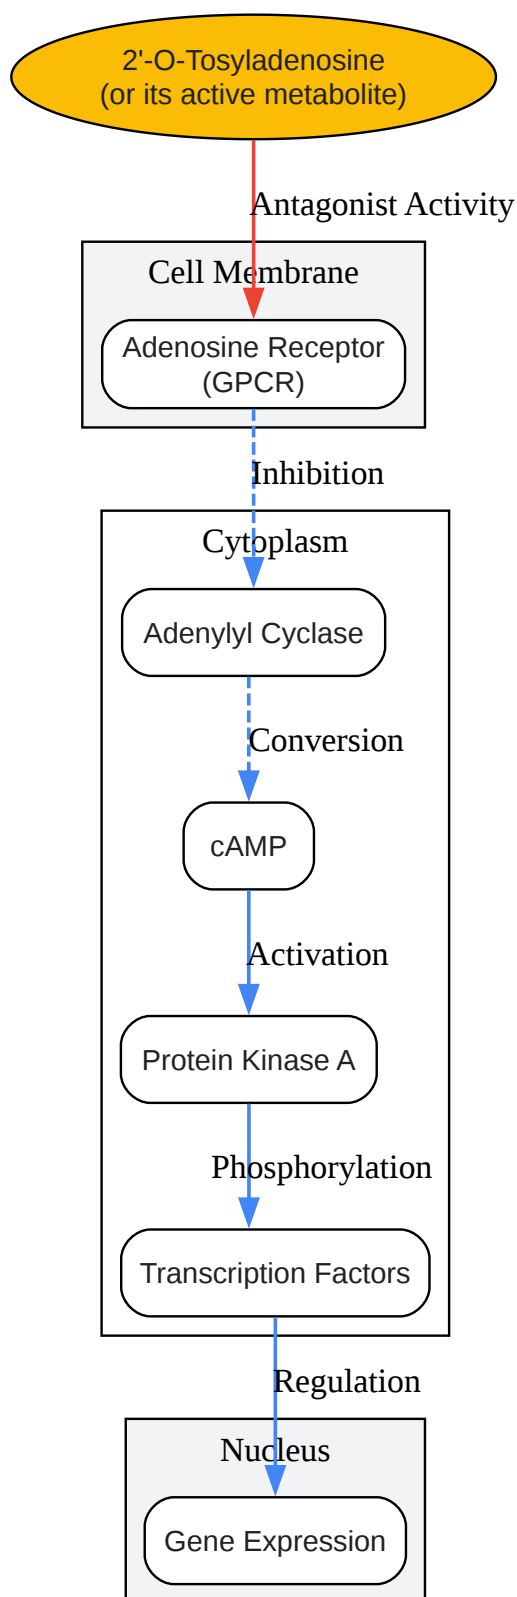 2'-O-Tosyladenosine
(or its active metabolite)
Antagonist Activity
Cell Membrane
Adenosine Receptor
(GPCR)
Inhibition
Cytoplasm
Adenylyl Cyclase
Conversion
cAMP
Activation
Protein Kinase A
Phosphorylation
Transcription Factors
Regulation
Nucleus
Gene Expression